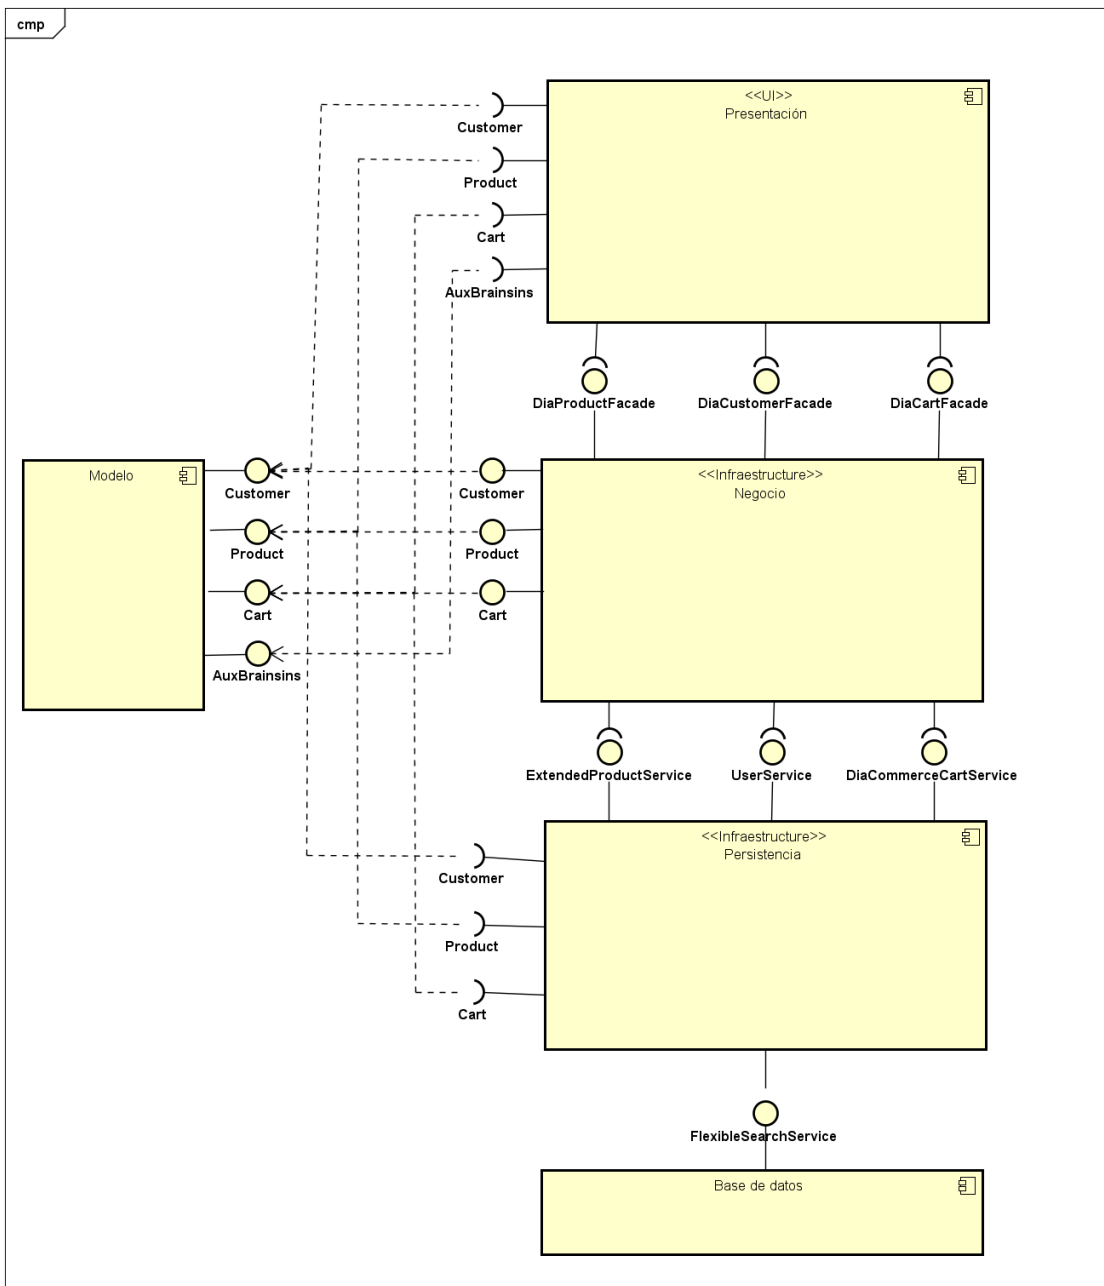 cmp
<<UI>>
Presentación
Customer
Product
Cart
AuxBrainsins
DiaProductFacade
DiaCustomerFacade
DiaCartFacade
Modelo
Customer
Product
Cart
AuxBrainsins
Customer
Product
Cart
<<Infraestructure>>
Negocio
ExtendedProductService
UserService
DiaCommerceCartService
<<Infraestructure>>
Persistencia
Customer
Product
Cart
FlexibleSearchService
Base de datos